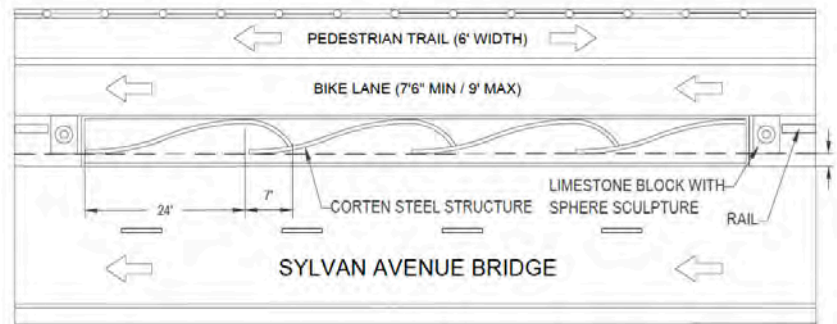 PEDESTRIAN TRAIL (6' WIDTH)
BIKE LANE (7'6" MIN / 9' MAX)
24'
7'
CORTEN STEEL STRUCTURE
LIMESTONE BLOCK WITH
SPHERE SCULPTURE
RAIL
SYLVAN AVENUE BRIDGE